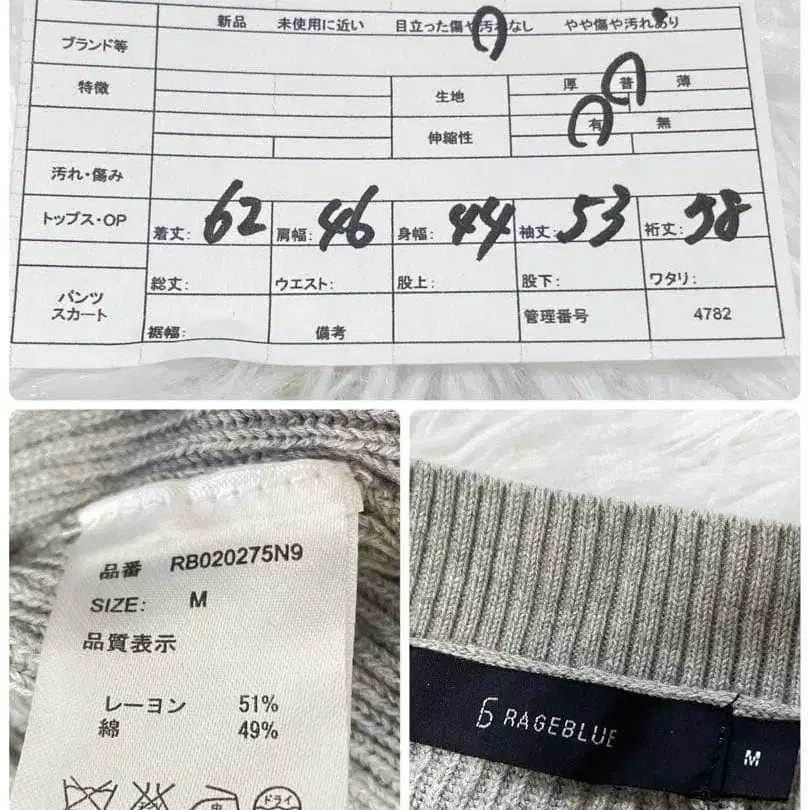 新品 未使用に近い 目立った傷や汚れなし やや傷や汚れあり
ブランド等
特徴 生地 厚 普 薄
伸縮性 有 無
汚れ・傷み
トップス・OP 着丈: 62 肩幅: 46 身幅: 44 袖丈: 53 裄丈: 58
パンツ スカート 総丈: ウエスト: 股上: 股下: ワタリ:
裾幅: 備考 管理番号 4782
品番 RB020275N9
SIZE: M
品質表示
レーヨン 51%
綿 49%
中
ドライ
RAGEBLUE
M